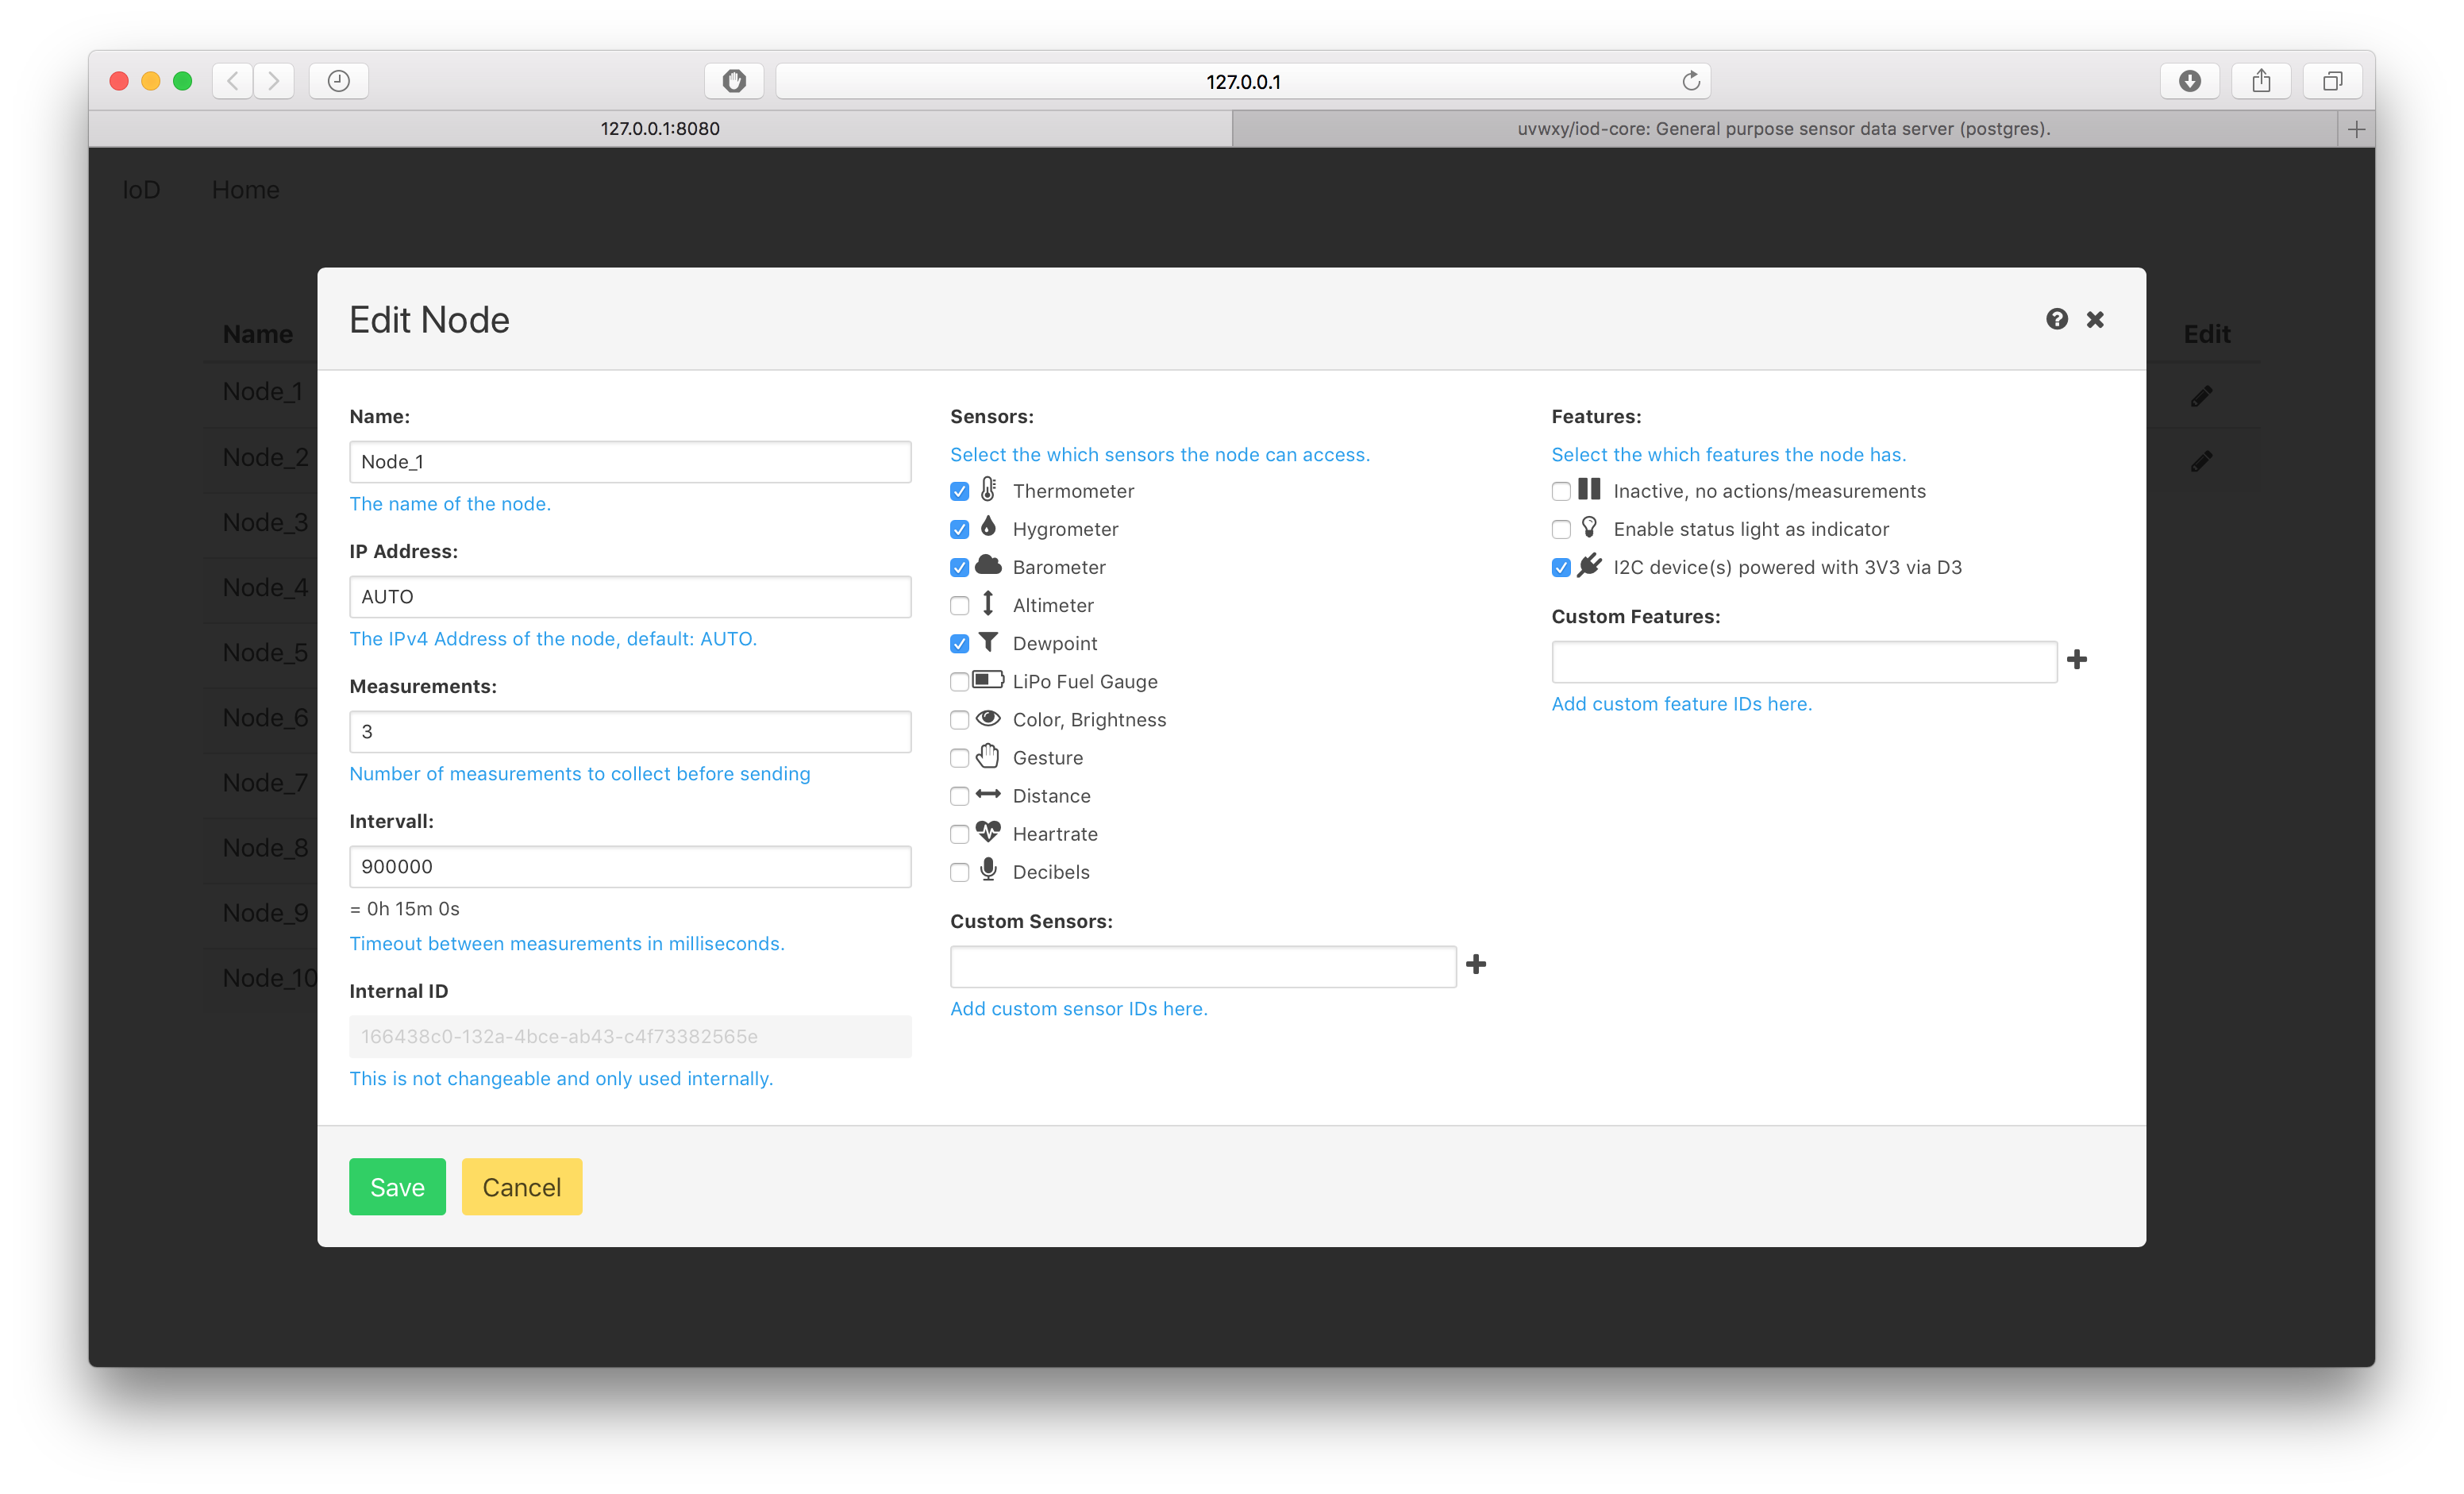 127.0.0.1
127.0.0.1:8080
uvwxy/iod-core: General purpose sensor data server (postgres).
IoD Home
Name
Edit
Node_1
Node_2
Node_3
Node_4
Node_5
Node_6
Node_7
Node_8
Node_9
Node_10
Edit Node
Name:
Node_1
The name of the node.
IP Address:
AUTO
The IPv4 Address of the node, default: AUTO.
Measurements:
3
Number of measurements to collect before sending
Intervall:
900000
= 0h 15m 0s
Timeout between measurements in milliseconds.
Internal ID
166438c0-132a-4bce-ab43-c4f73382565e
This is not changeable and only used internally.
Sensors:
Select the which sensors the node can access.
Thermometer
Hygrometer
Barometer
Altimeter
Dewpoint
LiPo Fuel Gauge
Color, Brightness
Gesture
Distance
Heartrate
Decibels
Custom Sensors:
Add custom sensor IDs here.
Features:
Select the which features the node has.
Inactive, no actions/measurements
Enable status light as indicator
I2C device(s) powered with 3V3 via D3
Custom Features:
Add custom feature IDs here.
Save
Cancel